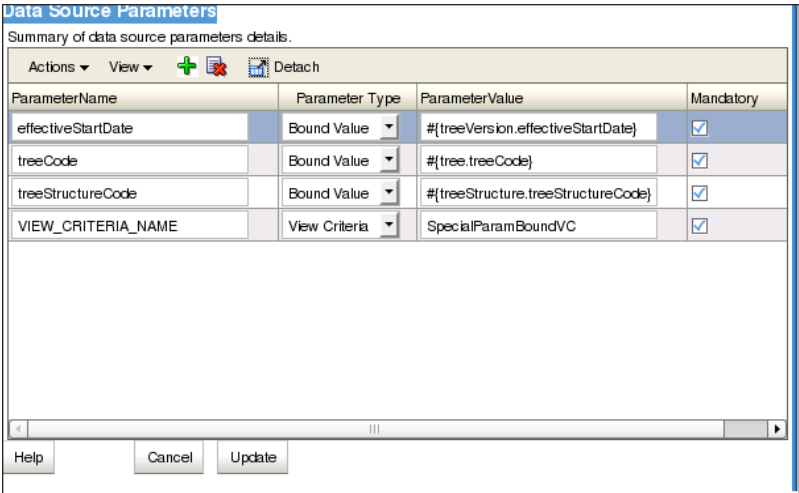 Data Source Parameters
Summary of data source parameters details.
Actions View Detach
ParameterName Parameter Type ParameterValue Mandatory
effectiveStartDate Bound Value #{treeVersion.effectiveStartDate}
treeCode Bound Value #{tree.treeCode}
treeStructureCode Bound Value #{treeStructure.treeStructureCode}
VIEW_CRITERIA_NAME View Criteria SpecialParamBoundVC
Help Cancel Update